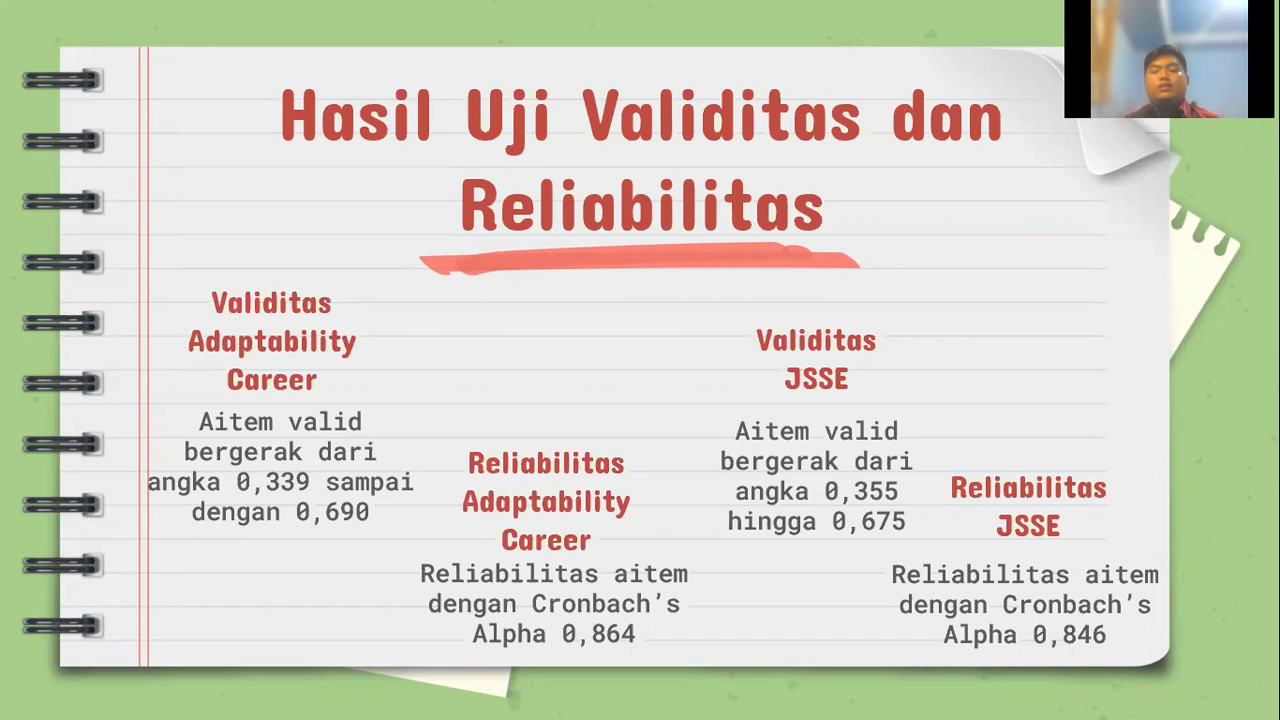 Hasil Uji Validitas dan
Reliabilitas
Validitas
Adaptability
Career
Aitem valid
bergerak dari
angka 0,339 sampai
dengan 0,690
Reliabilitas
Adaptability
Career
Reliabilitas aitem
dengan Cronbach’s
Alpha 0,864
Validitas
JSSE
Aitem valid
bergerak dari
angka 0,355
hingga 0,675
Reliabilitas
JSSE
Reliabilitas aitem
dengan Cronbach’s
Alpha 0,846